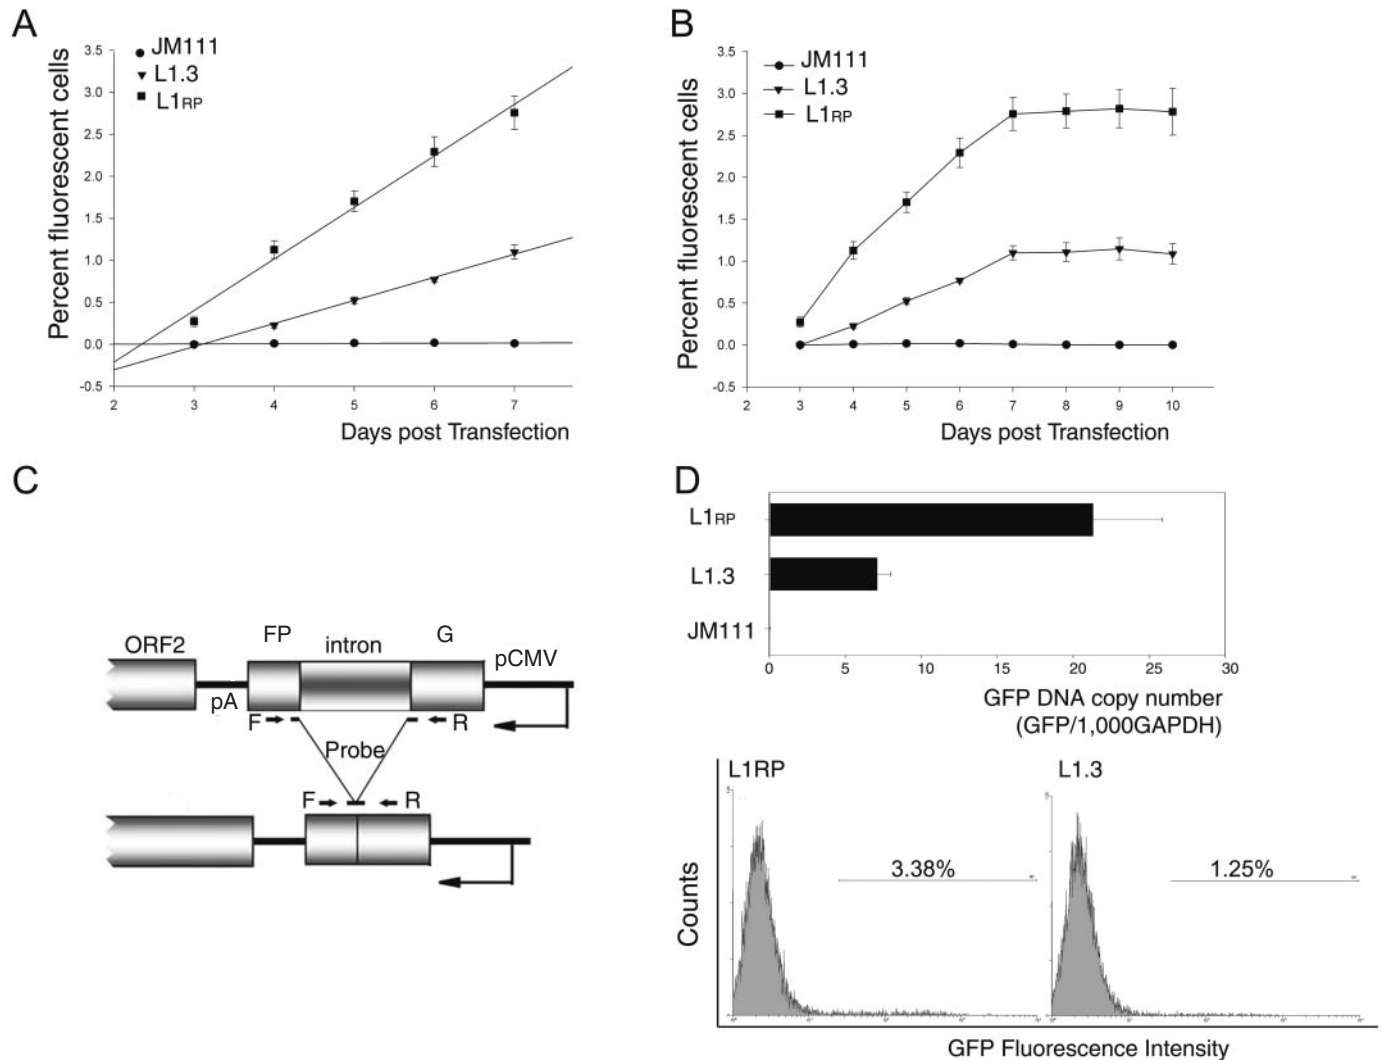 A
JM111
L1.3
L1RP
Percent fluorescent cells
3.5
3.0
2.5
2.0
1.5
1.0
0.5
0.0
-0.5
2 3 4 5 6 7
Days post Transfection
B
JM111
L1.3
L1RP
Percent fluorescent cells
3.5
3.0
2.5
2.0
1.5
1.0
0.5
0.0
-0.5
2 3 4 5 6 7 8 9 10
Days post Transfection
C
ORF2 FP intron G pCMV
pA
F R
Probe
F R
D
L1RP
L1.3
JM111
0 5 10 15 20 25 30
GFP DNA copy number
(GFP/1,000GAPDH)
L1RP L1.3
3.38% 1.25%
Counts
GFP Fluorescence Intensity